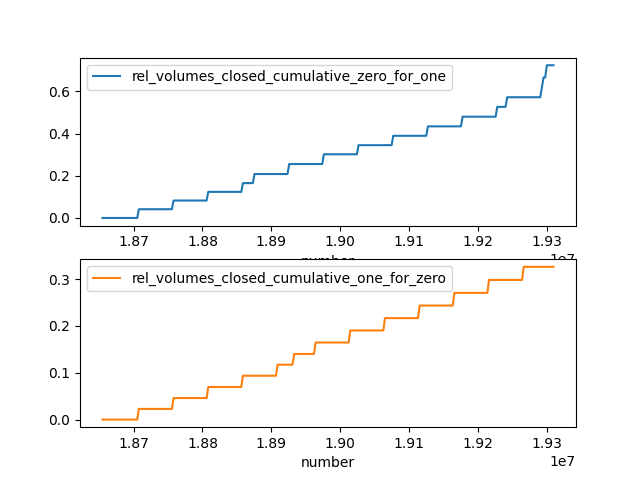 rel_volumes_closed_cumulative_zero_for_one
0.6
0.4
0.2
0.0
1.87 1.88 1.89 1.90 1.91 1.92 1.93
1e7
number
rel_volumes_closed_cumulative_one_for_zero
0.3
0.2
0.1
0.0
1.87 1.88 1.89 1.90 1.91 1.92 1.93
number
1e7